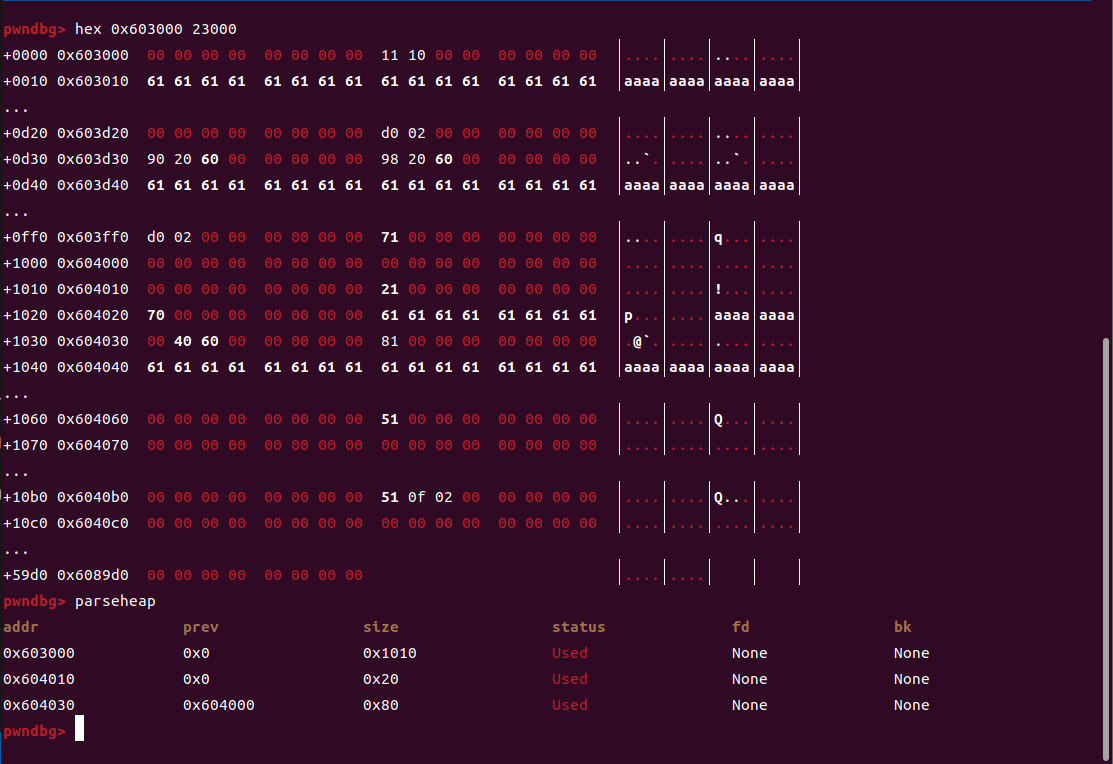 pwndbg> hex 0x603000 23000
+0000 0x603000  00 00 00 00  00 00 00 00  11 10 00 00  00 00 00 00  │....│....│....│....│
+0010 0x603010  61 61 61 61  61 61 61 61  61 61 61 61  61 61 61 61  │aaaa│aaaa│aaaa│aaaa│
...
+0d20 0x603d20  00 00 00 00  00 00 00 00  d0 02 00 00  00 00 00 00  │....│....│....│....│
+0d30 0x603d30  90 20 60 00  00 00 00 00  98 20 60 00  00 00 00 00  │..`.│....│..`.│....│
+0d40 0x603d40  61 61 61 61  61 61 61 61  61 61 61 61  61 61 61 61  │aaaa│aaaa│aaaa│aaaa│
...
+0ff0 0x603ff0  d0 02 00 00  00 00 00 00  71 00 00 00  00 00 00 00  │....│....│q...│....│
+1000 0x604000  00 00 00 00  00 00 00 00  00 00 00 00  00 00 00 00  │....│....│....│....│
+1010 0x604010  00 00 00 00  00 00 00 00  21 00 00 00  00 00 00 00  │....│....│!...│....│
+1020 0x604020  70 00 00 00  00 00 00 00  61 61 61 61  61 61 61 61  │p...│....│aaaa│aaaa│
+1030 0x604030  00 40 60 00  00 00 00 00  81 00 00 00  00 00 00 00  │.@`.│....│....│....│
+1040 0x604040  61 61 61 61  61 61 61 61  61 61 61 61  61 61 61 61  │aaaa│aaaa│aaaa│aaaa│
...
+1060 0x604060  00 00 00 00  00 00 00 00  51 00 00 00  00 00 00 00  │....│....│Q...│....│
+1070 0x604070  00 00 00 00  00 00 00 00  00 00 00 00  00 00 00 00  │....│....│....│....│
...
+10b0 0x6040b0  00 00 00 00  00 00 00 00  51 0f 02 00  00 00 00 00  │....│....│Q...│....│
+10c0 0x6040c0  00 00 00 00  00 00 00 00  00 00 00 00  00 00 00 00  │....│....│....│....│
...
+59d0 0x6089d0  00 00 00 00  00 00 00 00  │....│....│    │    │
pwndbg> parseheap
addr prev size status fd bk
0x603000 0x0 0x1010 Used None None
0x604010 0x0 0x20 Used None None
0x604030 0x604000 0x80 Used None None
pwndbg>